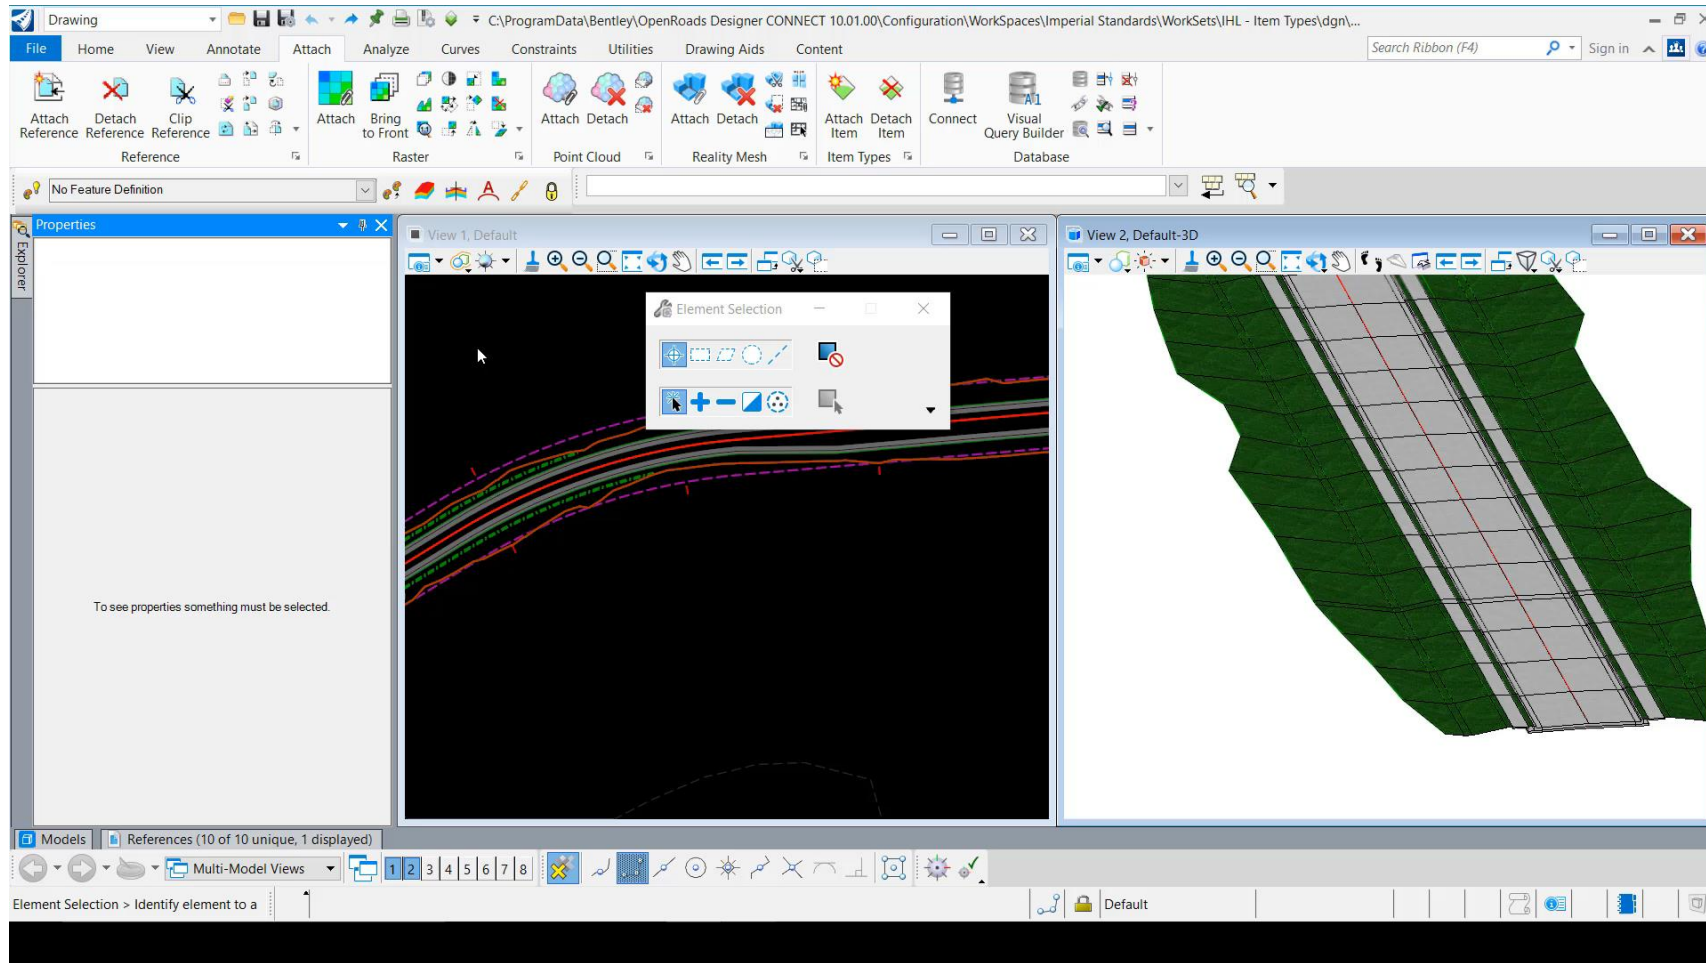 Drawing
C:\ProgramData\Bentley\OpenRoads Designer CONNECT 10.01.00\Configuration\WorkSpaces\Imperial Standards\WorkSets\IHL - Item Types\dgn\...
File Home View Annotate Attach Analyze Curves Constraints Utilities Drawing Aids Content
Search Ribbon (F4)
Sign in
Attach Reference
Detach Reference
Clip Reference
Attach
Bring to Front
Attach Detach
Attach Detach
Attach Item
Detach Item
Connect
Visual Query Builder
Reference Raster Point Cloud Reality Mesh Item Types Database
No Feature Definition
Explorer
Properties
View 1, Default
View 2, Default-3D
Element Selection
To see properties something must be selected.
Models
References (10 of 10 unique, 1 displayed)
Multi-Model Views
1 2 3 4 5 6 7 8
Element Selection > Identify element to a
Default